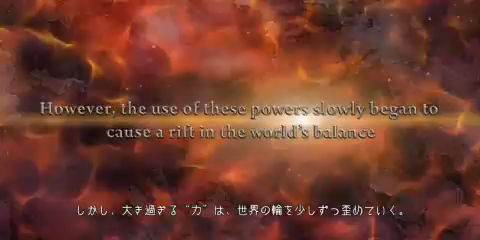 However, the use of these powers slowly began to
cause a rift in the world's balance
しかし、大き過ぎる“力”は、世界の輪を少しずつ歪めていく。